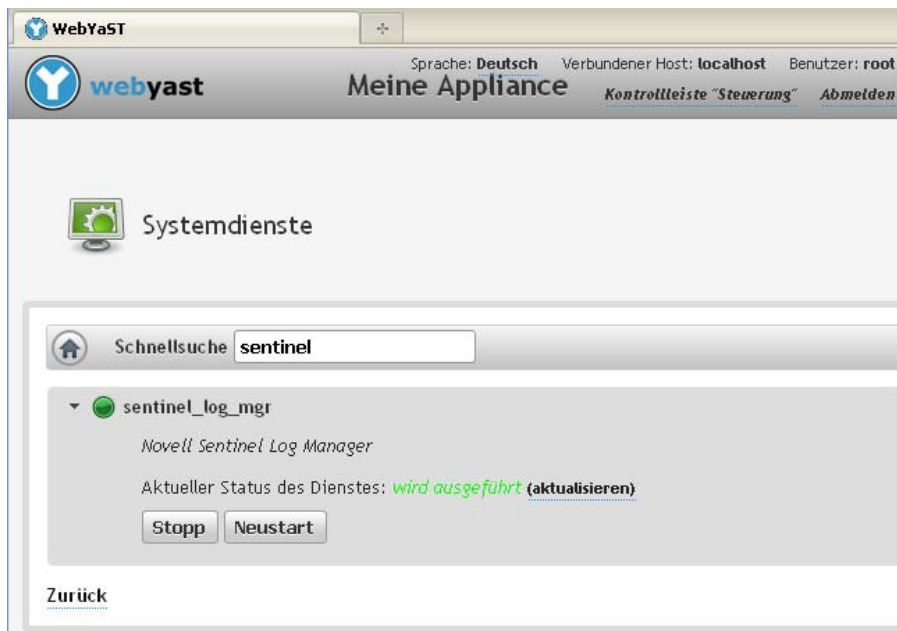 WebYaST
Sprache: Deutsch Verbundener Host: localhost Benutzer: root
webyast
Meine Appliance
Kontrollleiste "Steuerung" Abmelden
Systemdienste
Schnellsuche sentinel
sentinel_log_mgr
Novell Sentinel Log Manager
Aktueller Status des Dienstes: wird ausgeführt (aktualisieren)
Stopp Neustart
Zurück